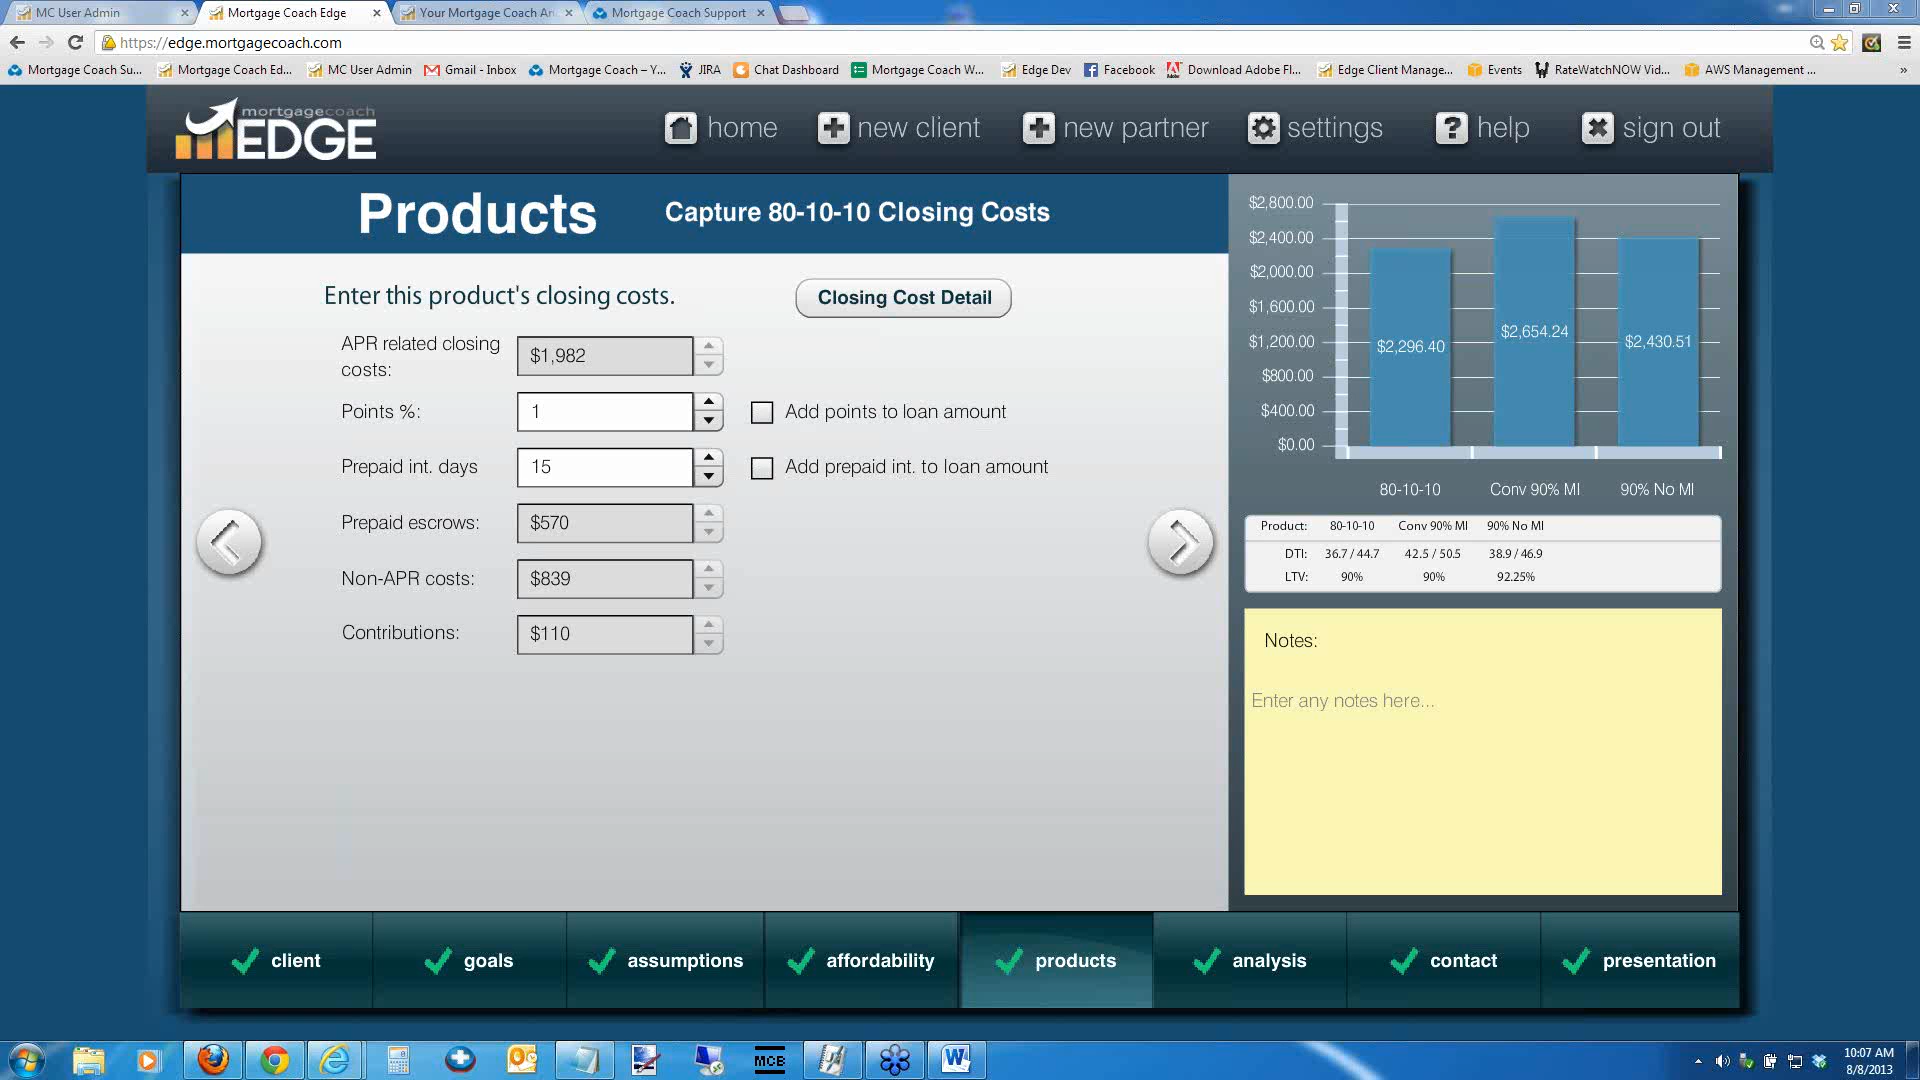 MC User Admin
Mortgage Coach Edge
Your Mortgage Coach An
Mortgage Coach Support
https://edge.mortgagecoach.com
Mortgage Coach Su...
Mortgage Coach Ed...
MC User Admin
Gmail - Inbox
Mortgage Coach – Y...
JIRA
Chat Dashboard
Mortgage Coach W...
Edge Dev
Facebook
Download Adobe Fl...
Edge Client Manage...
Events
RateWatchNOW Vid...
AWS Management ...
»
mortgagecoach
EDGE
home
new client
new partner
settings
help
sign out
Products
Capture 80-10-10 Closing Costs
Enter this product's closing costs.
Closing Cost Detail
APR related closing
costs:
$1,982
Points %:
1
Add points to loan amount
Prepaid int. days
15
Add prepaid int. to loan amount
Prepaid escrows:
$570
Non-APR costs:
$839
Contributions:
$110
$2,800.00
$2,400.00
$2,000.00
$1,600.00
$1,200.00
$800.00
$400.00
$0.00
$2,296.40
$2,654.24
$2,430.51
80-10-10
Conv 90% MI
90% No MI
Product: 80-10-10 Conv 90% MI 90% No MI
DTI: 36.7 / 44.7 42.5 / 50.5 38.9 / 46.9
LTV: 90% 90% 92.25%
Notes:
Enter any notes here...
client
goals
assumptions
affordability
products
analysis
contact
presentation
MCB
10:07 AM
8/8/2013